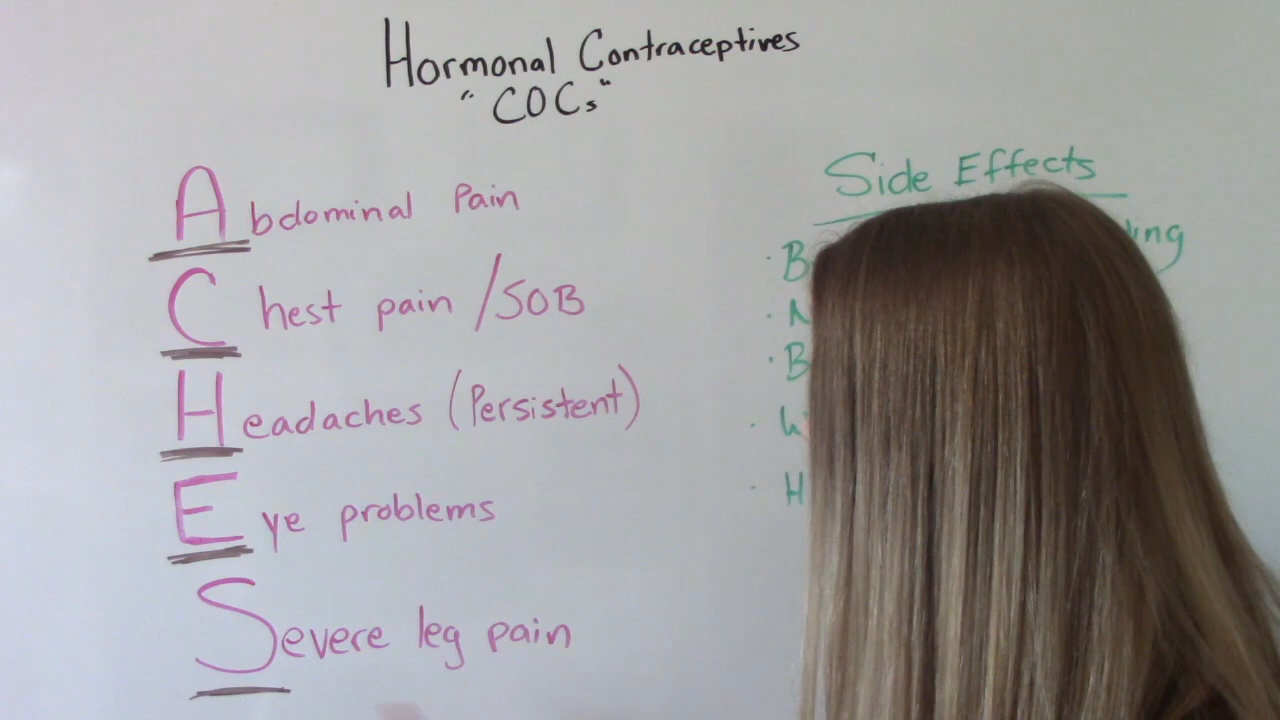 Hormonal Contraceptives
"COCs"
Abdominal Pain
Chest pain / SOB
Headaches (Persistent)
Eye problems
Severe leg pain
Side Effects